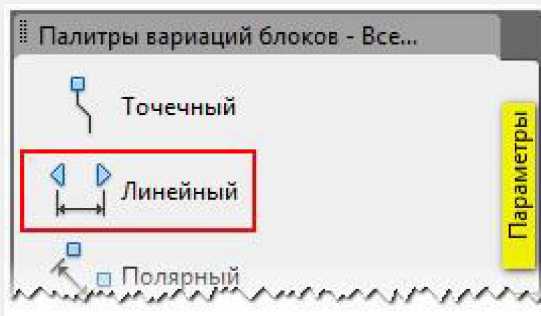 Палитры вариаций блоков - Все...
Точечный
Линейный
Полярный
Параметры